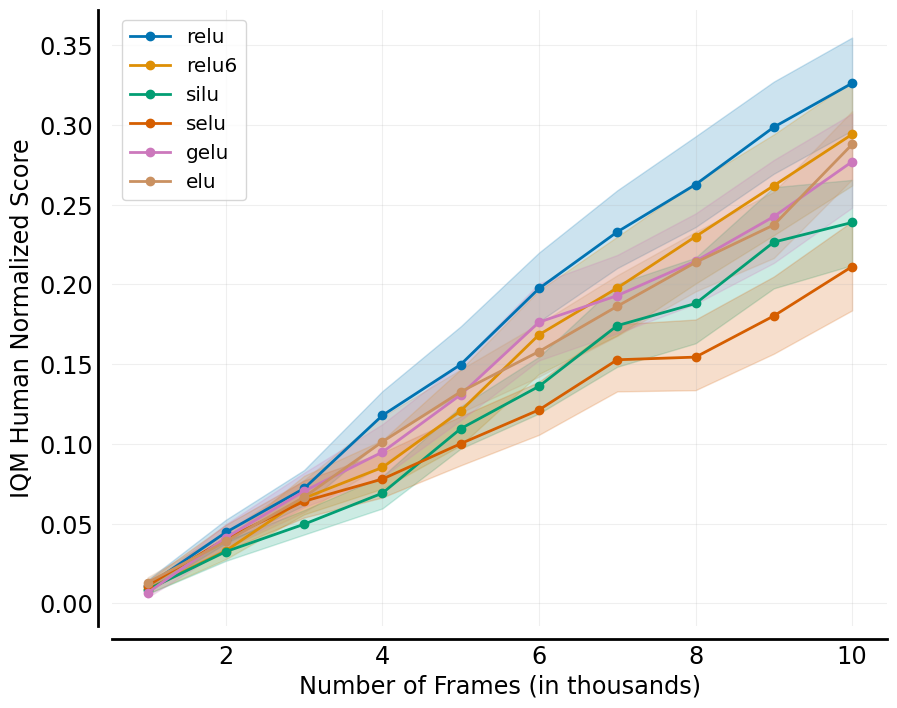 IQM Human Normalized Score
0.35
0.30
0.25
0.20
0.15
0.10
0.05
0.00
relu
relu6
silu
selu
gelu
elu
2 4 6 8 10
Number of Frames (in thousands)